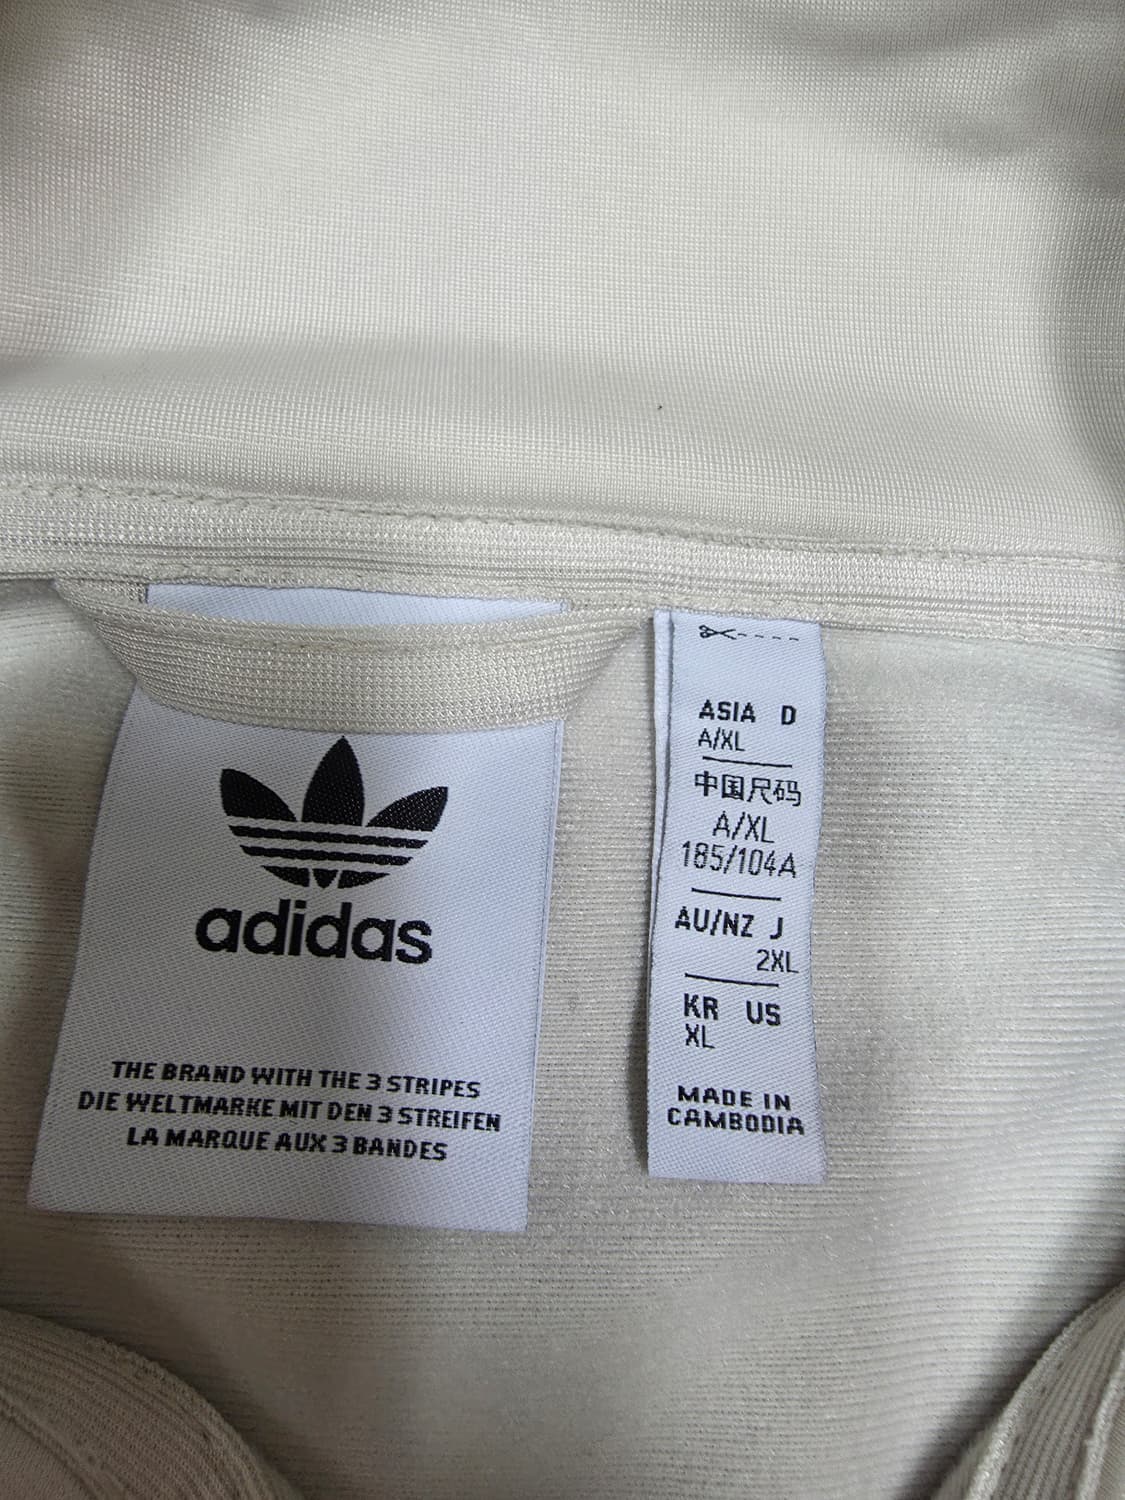 adidas
THE BRAND WITH THE 3 STRIPES
DIE WELTMARKE MIT DEN 3 STREIFEN
LA MARQUE AUX 3 BANDES
ASIA D
A/XL
中国尺码
A/XL
185/104A
AU/NZ J
2XL
KR US
XL
MADE IN
CAMBODIA